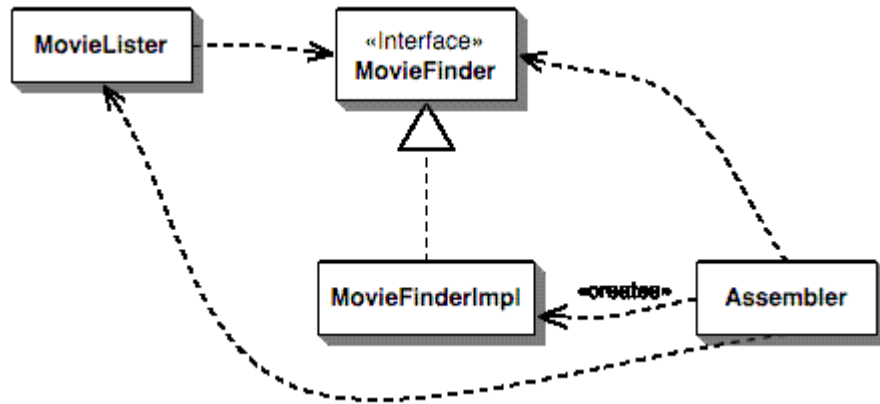 MovieLister
«Interface»
MovieFinder
MovieFinderImpl
«creates»
Assembler